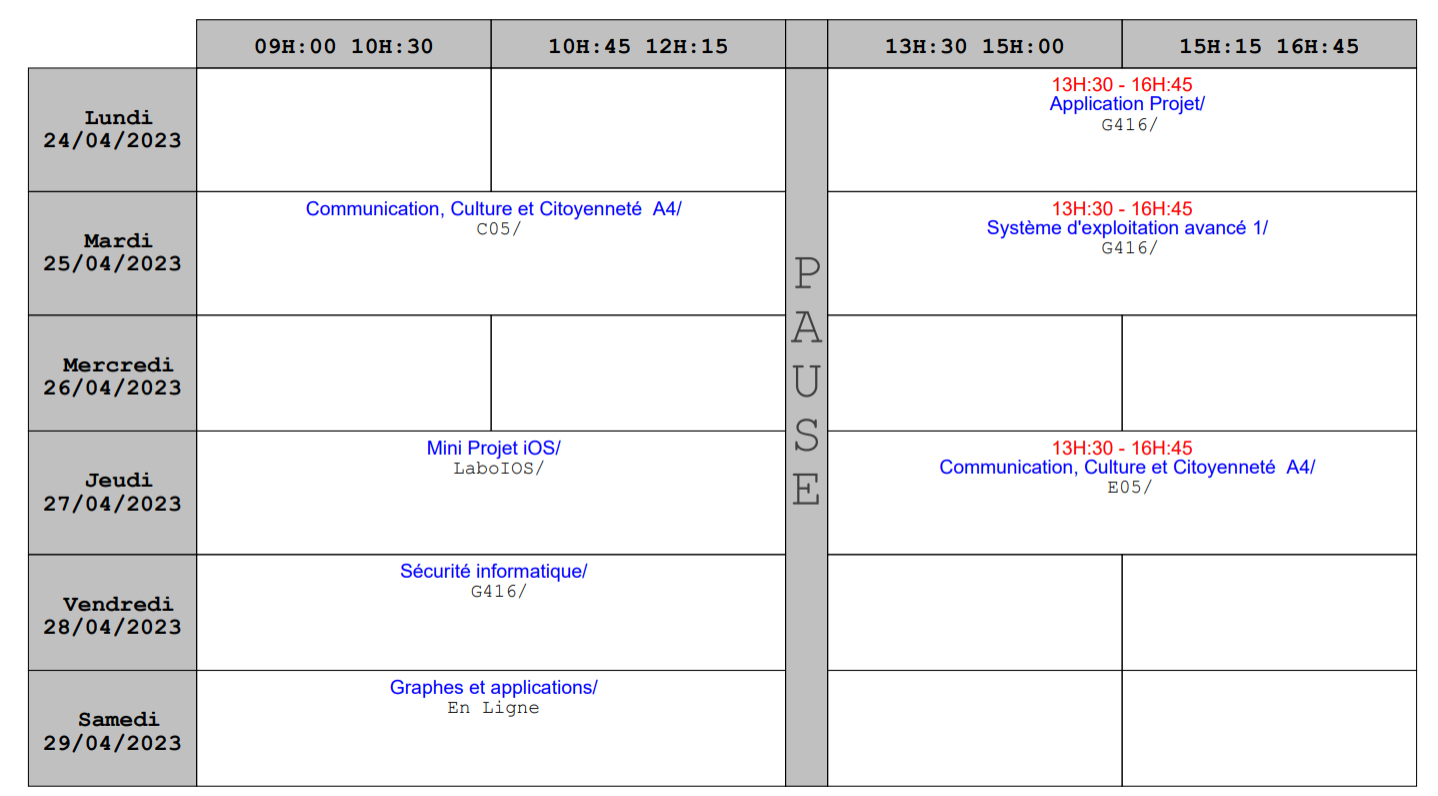 09H:00 10H:30 10H:45 12H:15 13H:30 15H:00 15H:15 16H:45
Lundi
24/04/2023
13H:30 - 16H:45
Application Projet/
G416/
Mardi
25/04/2023
Communication, Culture et Citoyenneté A4/
C05/
13H:30 - 16H:45
Système d'exploitation avancé 1/
G416/
P
A
U
S
E
Mercredi
26/04/2023
Jeudi
27/04/2023
Mini Projet iOS/
LaboIOS/
13H:30 - 16H:45
Communication, Culture et Citoyenneté A4/
E05/
Vendredi
28/04/2023
Sécurité informatique/
G416/
Samedi
29/04/2023
Graphes et applications/
En Ligne